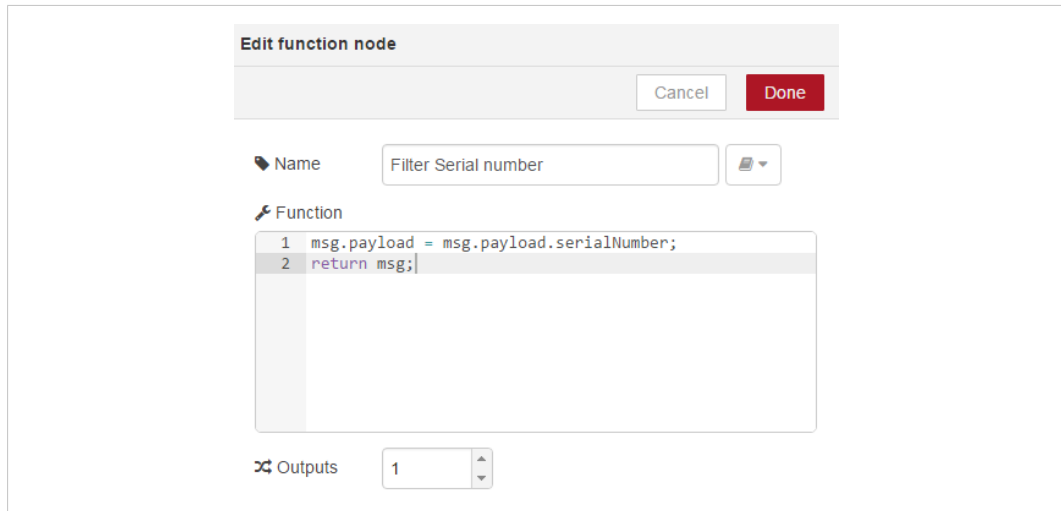 Edit function node
Cancel Done
Name Filter Serial number
Function
1 msg.payload = msg.payload.serialNumber;
2 return msg;
Outputs 1